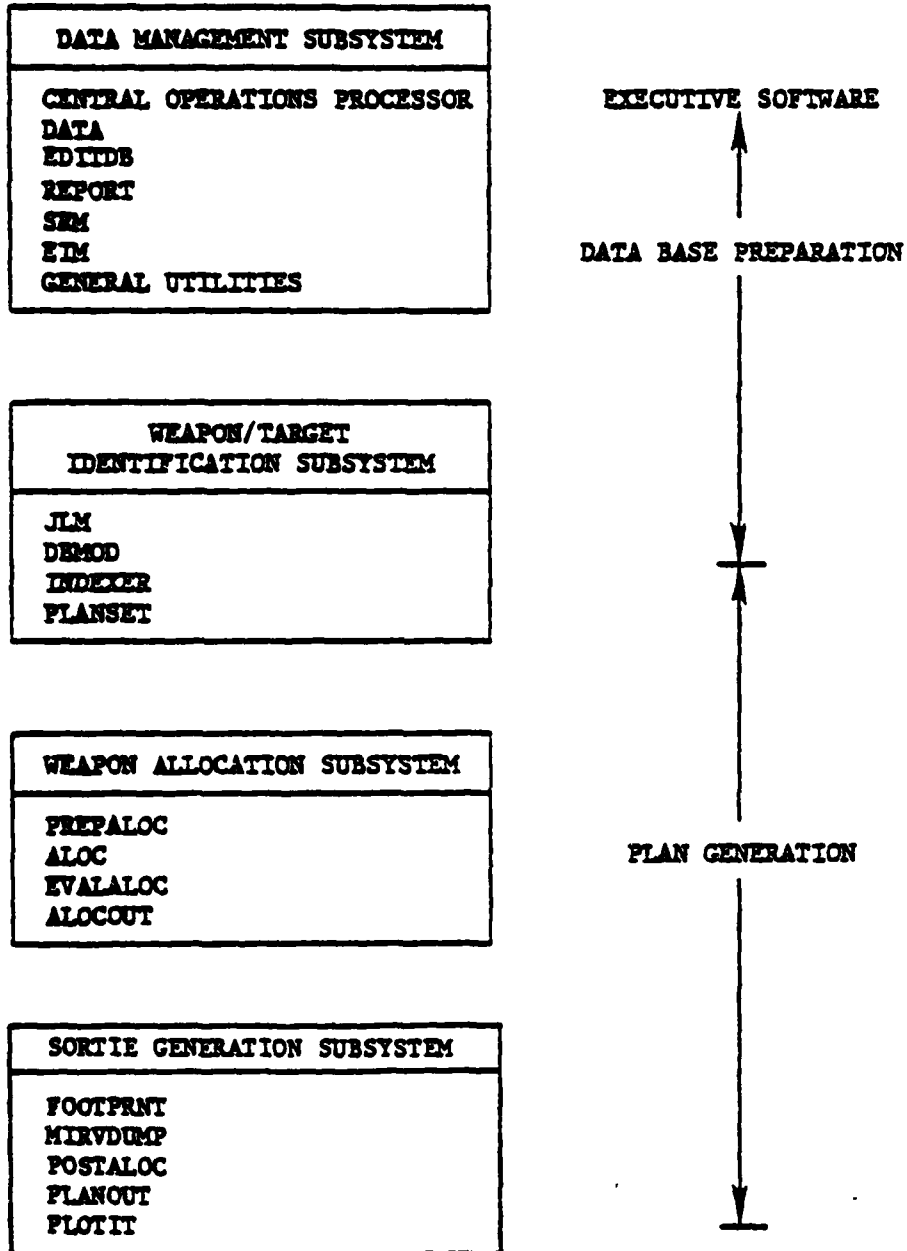 DATA MANAGEMENT SUBSYSTEM
CENTRAL OPERATIONS PROCESSOR
DATA
EDITDB
REPORT
SEM
EIM
GENERAL UTILITIES
EXECUTIVE SOFTWARE
DATA BASE PREPARATION
WEAPON/TARGET
IDENTIFICATION SUBSYSTEM
JLM
DEMOD
INDEXER
PLANSET
WEAPON ALLOCATION SUBSYSTEM
PREPALOC
ALOC
EVALALOC
ALOCOUT
PLAN GENERATION
SORTIE GENERATION SUBSYSTEM
FOOTPRNT
MIRVDUMP
POSTALOC
PLANOUT
PLOTIT